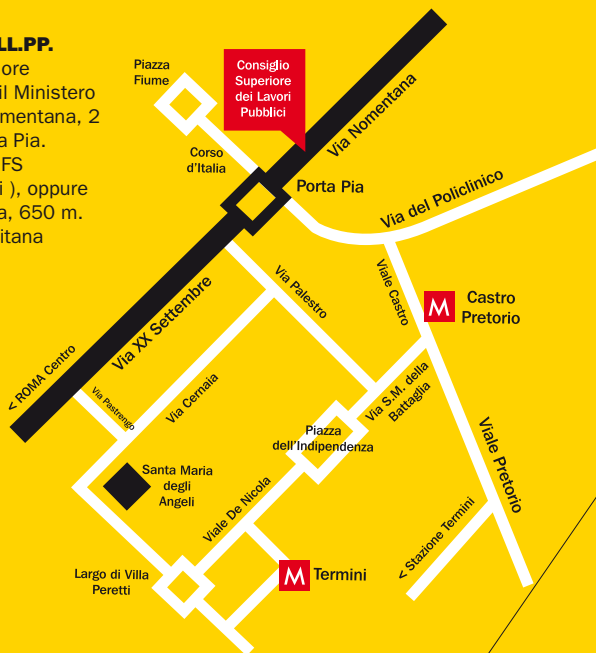 LL.PP.
ore
il Ministero
mentana, 2
a Pia.
FS
i ), oppure
a, 650 m.
itana
Piazza
Fiume
Consiglio
Superiore
dei Lavori
Pubblici
Via Nomentana
Corso
d'Italia
Porta Pia
Via del Policlinico
Via Palestro
Viale Castro
M
Castro
Pretorio
Via XX Settembre
< ROMA Centro
Via Pastrengo
Via Cernaia
Via S.M. della
Battaglia
Piazza
dell'Indipendenza
Viale Pretorio
Santa Maria
degli
Angeli
Viale De Nicola
< Stazione Termini
Largo di Villa
Peretti
M
Termini